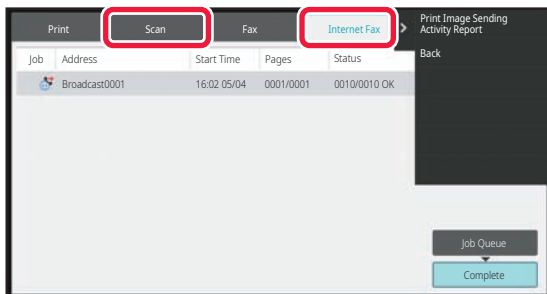 Print Scan Fax Internet Fax
Print Image Sending
Activity Report
Back
Job Address Start Time Pages Status
Broadcast0001 16:02 05/04 0001/0001 0010/0010 OK
Job Queue
Complete